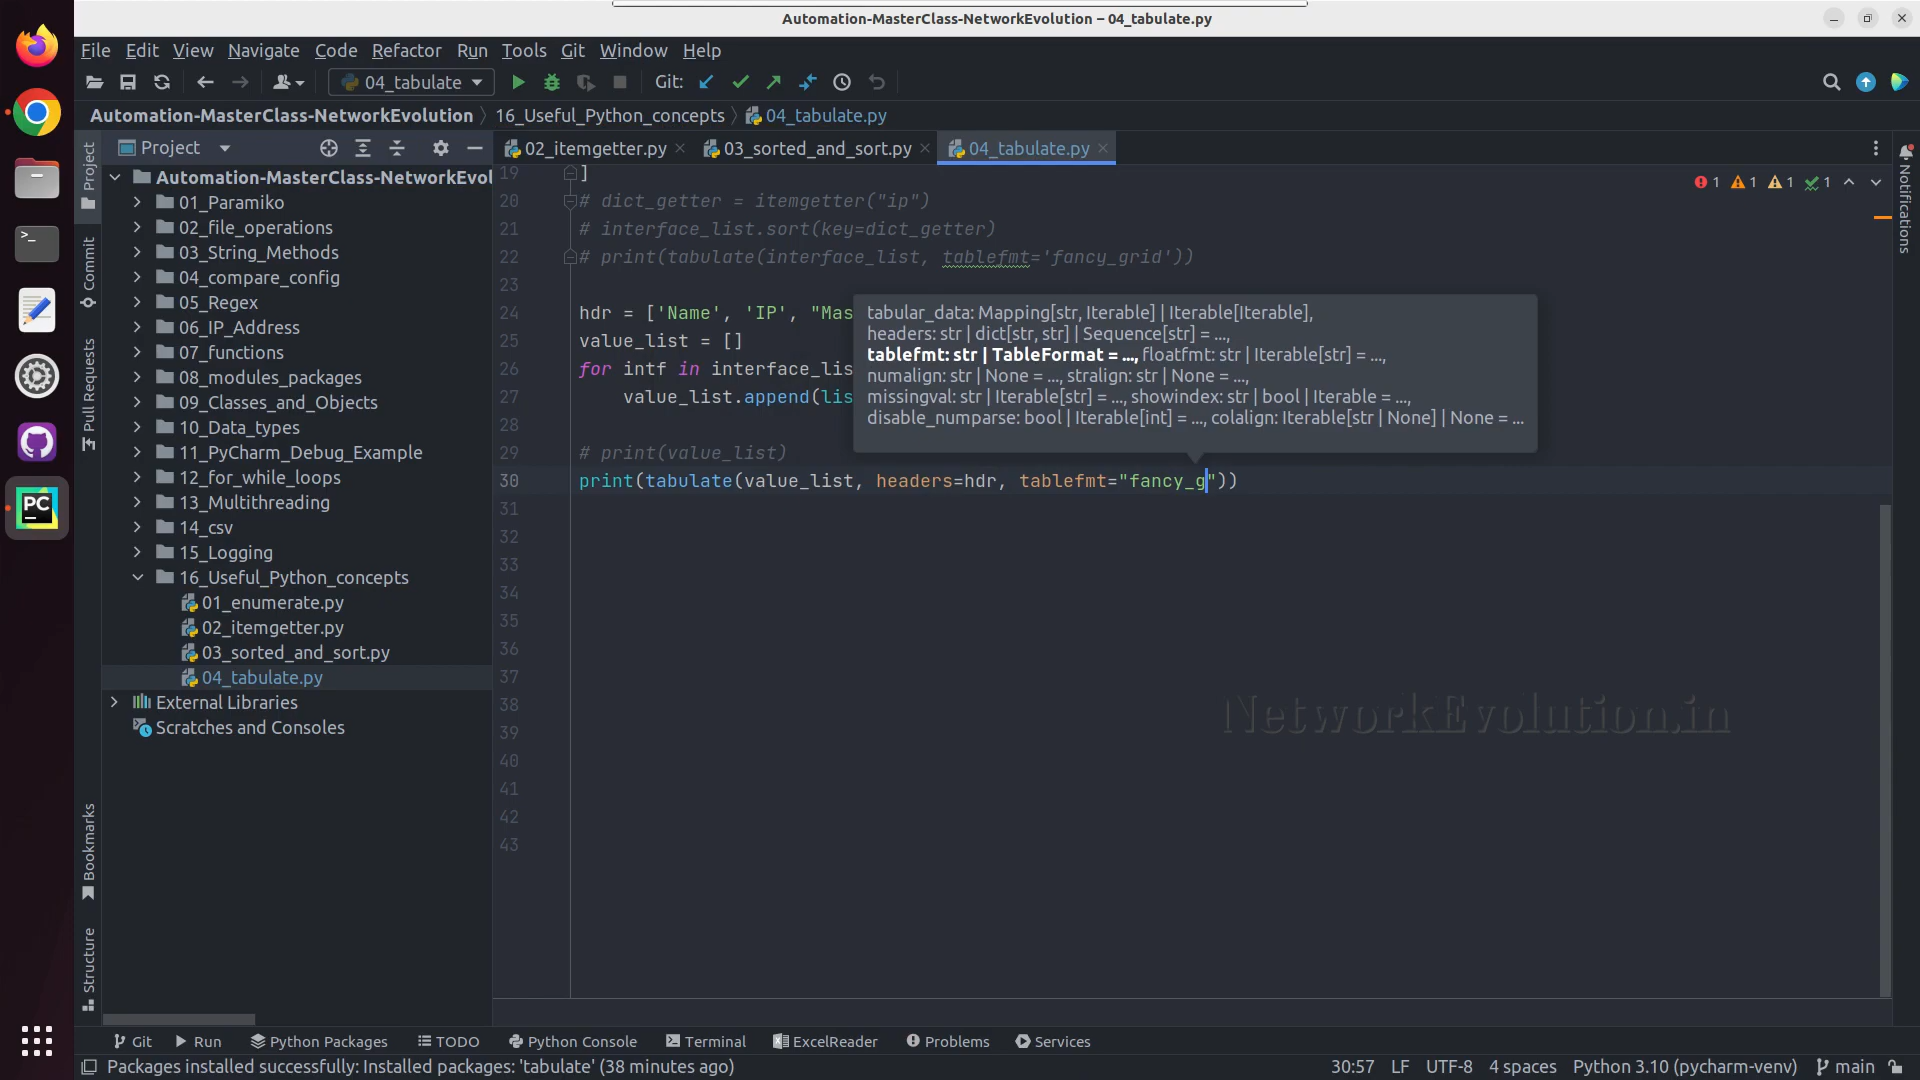 Automation-MasterClass-NetworkEvolution – 04_tabulate.py
File Edit View Navigate Code Refactor Run Tools Git Window Help
04_tabulate Git:
Automation-MasterClass-NetworkEvolution 16_Useful_Python_concepts 04_tabulate.py
Project
02_itemgetter.py 03_sorted_and_sort.py 04_tabulate.py
Project
Commit
Pull Requests
Bookmarks
Structure
Notifications
Automation-MasterClass-NetworkEvol
01_Paramiko
02_file_operations
03_String_Methods
04_compare_config
05_Regex
06_IP_Address
07_functions
08_modules_packages
09_Classes_and_Objects
10_Data_types
11_PyCharm_Debug_Example
12_for_while_loops
13_Multithreading
14_csv
15_Logging
16_Useful_Python_concepts
01_enumerate.py
02_itemgetter.py
03_sorted_and_sort.py
04_tabulate.py
External Libraries
Scratches and Consoles
1 1 1 1
19 ]
20 # dict_getter = itemgetter("ip")
21 # interface_list.sort(key=dict_getter)
22 # print(tabulate(interface_list, tablefmt='fancy_grid'))
23
24 hdr = ['Name', 'IP', "Mas
25 value_list = []
26 for intf in interface_lis
27 value_list.append(lis
28
29 # print(value_list)
30 print(tabulate(value_list, headers=hdr, tablefmt="fancy_g"))
31
32
33
34
35
36
37
38
39
40
41
42
43
tabular_data: Mapping[str, Iterable] | Iterable[Iterable],
headers: str | dict[str, str] | Sequence[str] = ...,
tablefmt: str | TableFormat = ..., floatfmt: str | Iterable[str] = ...,
numalign: str | None = ..., stralign: str | None = ...,
missingval: str | Iterable[str] = ..., showindex: str | bool | Iterable = ...,
disable_numparse: bool | Iterable[int] = ..., colalign: Iterable[str | None] | None = ...
NetworkEvolution.in
PC
Git Run Python Packages TODO Python Console Terminal ExcelReader Problems Services
Packages installed successfully: Installed packages: 'tabulate' (38 minutes ago) 30:57 LF UTF-8 4 spaces Python 3.10 (pycharm-venv) main